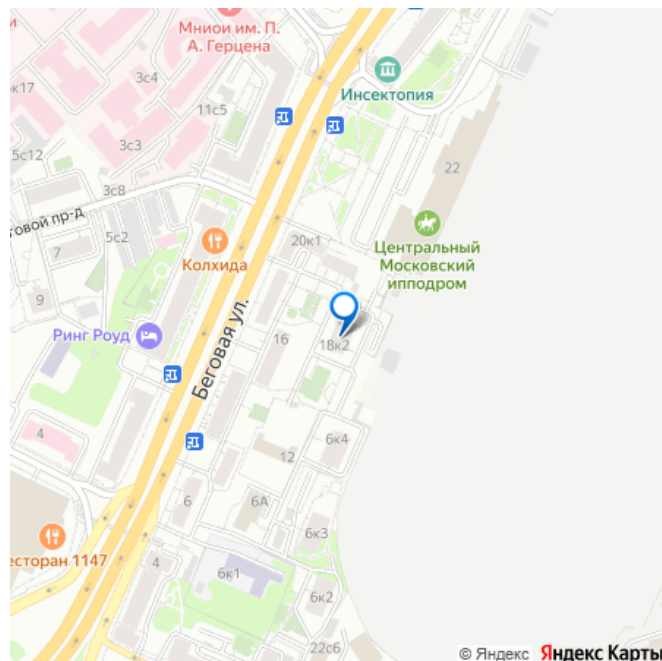 Мниои им. П.
А. Герцена
3с4
к17
11с5
Инсектопия
5с12
3с3
3с8
22
говой пр-д
5с2
7
Колхида
20к1
Центральный
Московский
ипподром
9
Ринг Роуд
Беговая ул.
16
18к2
4
12
6к4
6
6А
есторан 1147
6к3
4
6к1
6к2
22с6
© Яндекс Яндекс Карты